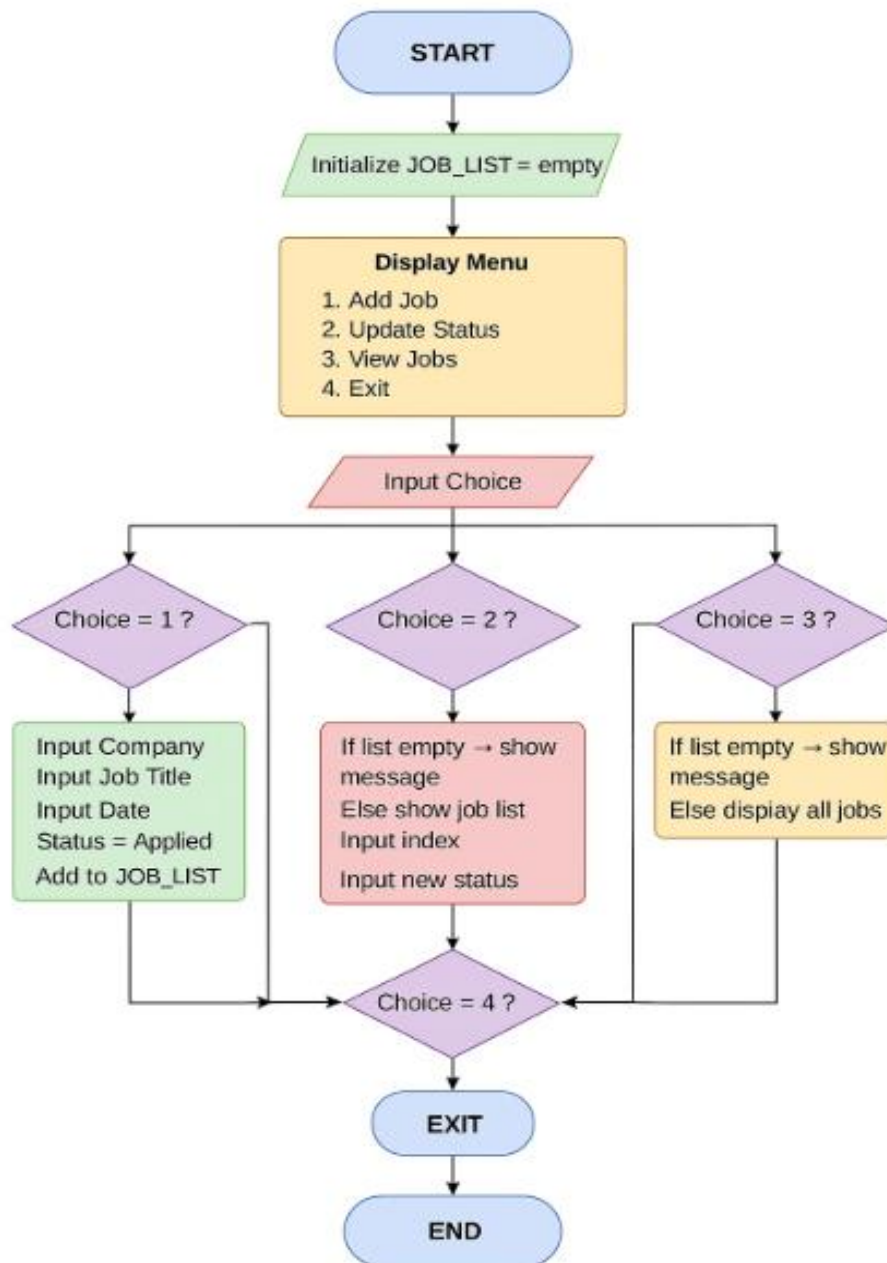 START
Initialize JOB_LIST = empty
Display Menu
1. Add Job
2. Update Status
3. View Jobs
4. Exit
Input Choice
Choice = 1 ?
Choice = 2 ?
Choice = 3 ?
Input Company
Input Job Title
Input Date
Status = Applied
Add to JOB_LIST
If list empty → show
message
Else show job list
Input index
Input new status
If list empty → show
message
Else dispiay all jobs
Choice = 4 ?
EXIT
END